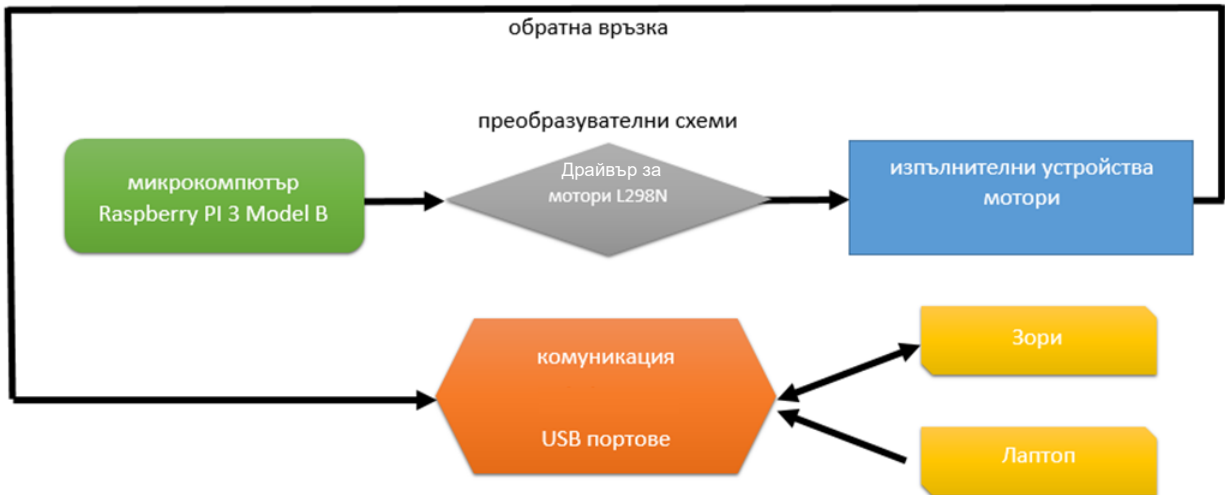 обратна връзка
преобразувателни схеми
микрокомпютър
Raspberry PI 3 Model B
Драйвър за
мотори L298N
изпълнителни устройства
мотори
комуникация
USB портове
Зори
Лаптоп